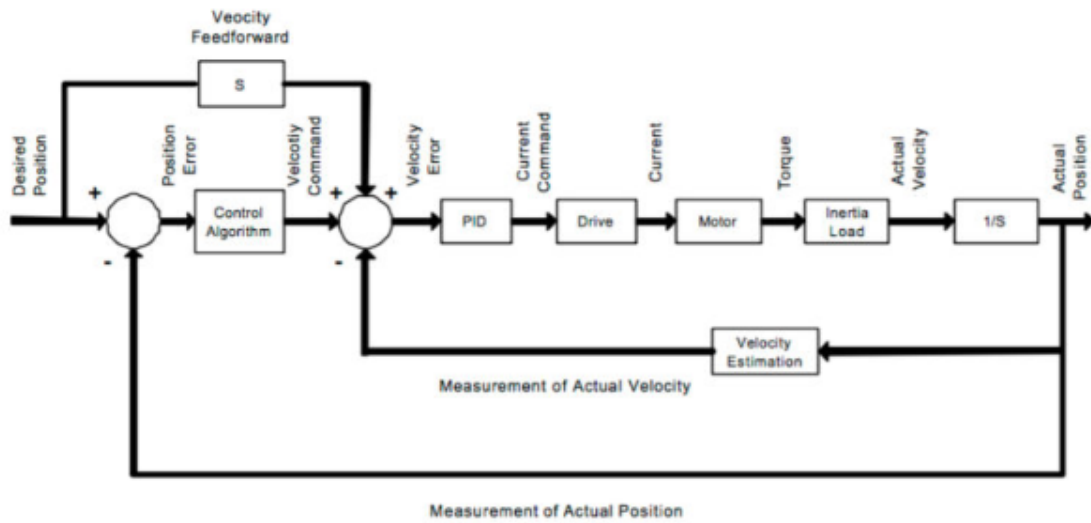 Veocity
Feedforward
S
Desired
Position
Position
Error
Velcotly
Command
Velocity
Error
Current
Command
Current
Torque
Actual
Velocity
Actual
Position
+
-
Control
Algorithm
+
+
-
PID
Drive
Motor
Inertia
Load
1/S
Velocity
Estimation
Measurement of Actual Velocity
Measurement of Actual Position